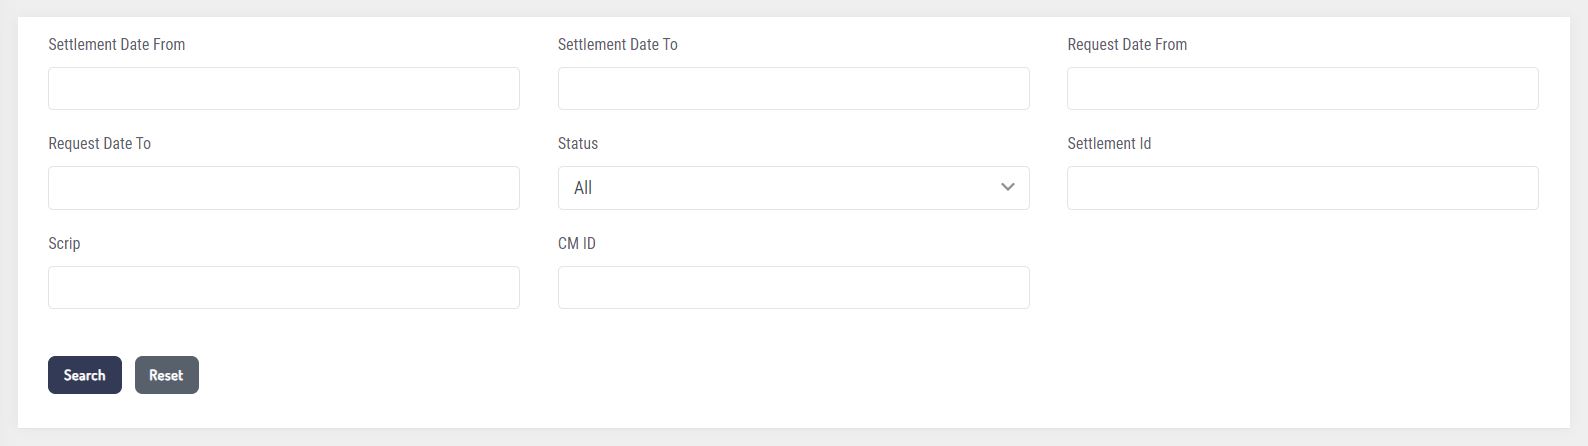 Settlement Date From
Settlement Date To
Request Date From
Request Date To
Status
Settlement Id
All
Scrip
CM ID
Search
Reset